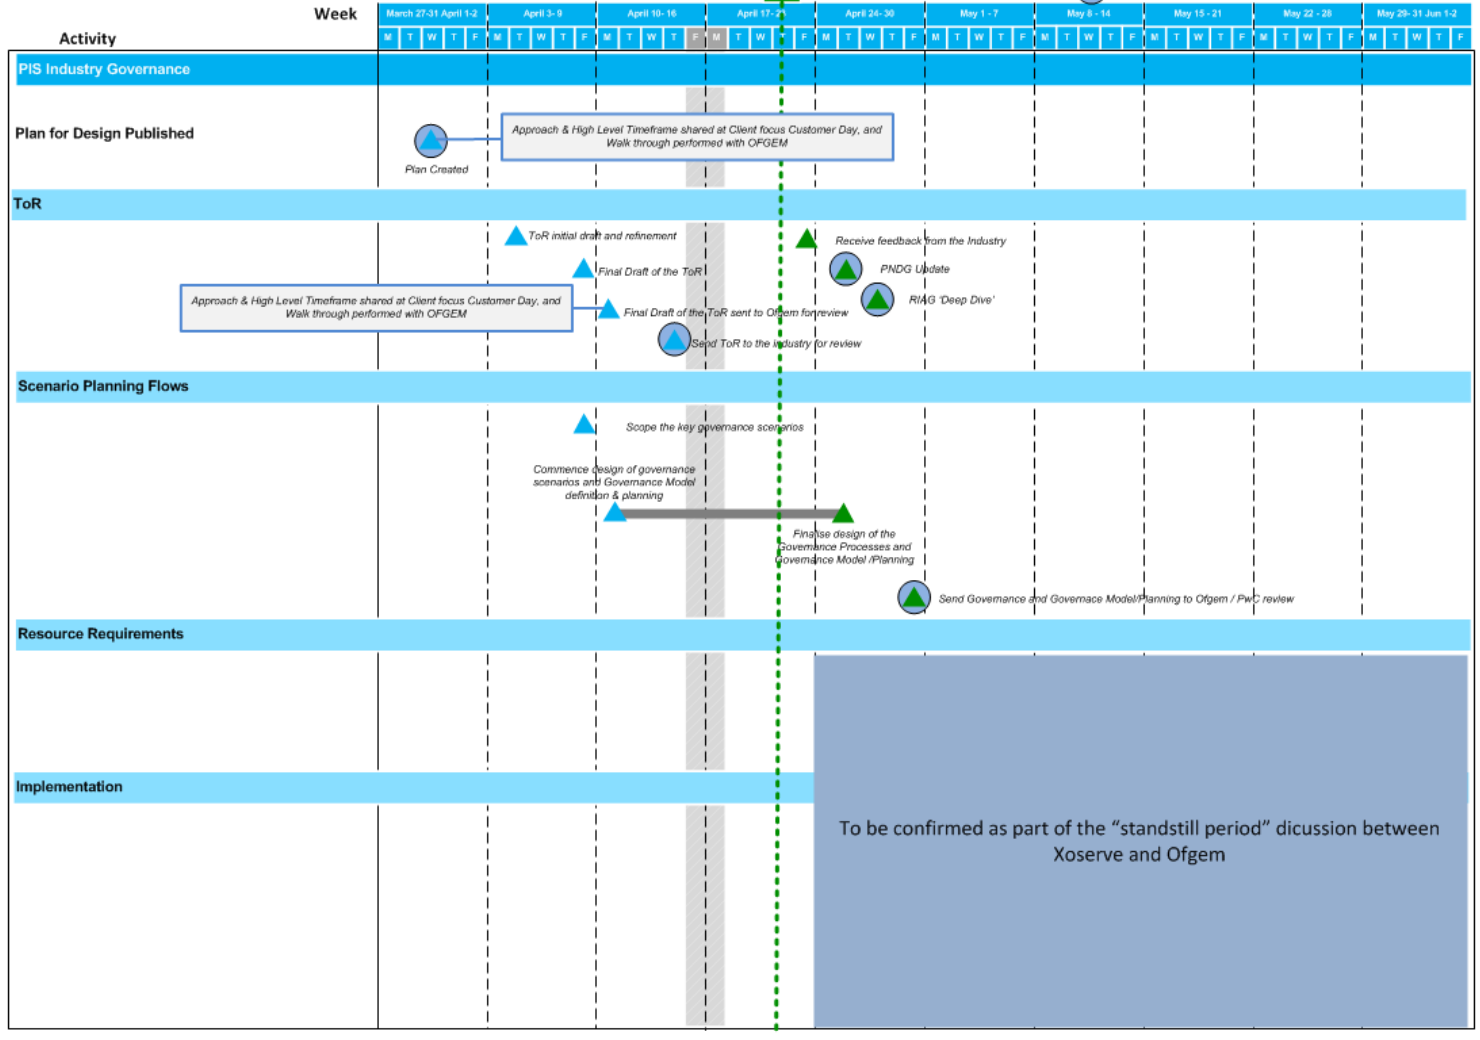 Week
March 27-31 April 1-2 April 3- 9 April 10- 16 April 17- 2 April 24- 30 May 1 - 7 May 8 - 14 May 15 - 21 May 22 - 28 May 29- 31 Jun 1-2
Activity
M T W T F M T W T F M T W T F M T W T F M T W T F M T W T F M T W T F M T W T F M T W T F M T W T F
PIS Industry Governance
Plan for Design Published
Approach & High Level Timeframe shared at Client focus Customer Day, and
Walk through performed with OFGEM
Plan Created
ToR
ToR initial draft and refinement
Receive feedback from the Industry
Final Draft of the ToR
PNDG Update
Approach & High Level Timeframe shared at Client focus Customer Day, and
Walk through performed with OFGEM
RIAG ‘Deep Dive’
Final Draft of the ToR sent to Ofgem for review
Send ToR to the industry for review
Scenario Planning Flows
Scope the key governance scenarios
Commence design of governance
scenarios and Governance Model
definition & planning
Finalise design of the
Governance Processes and
Governance Model /Planning
Send Governance and Governace Model/Planning to Ofgem / PwC review
Resource Requirements
Implementation
To be confirmed as part of the “standstill period” dicussion between
Xoserve and Ofgem